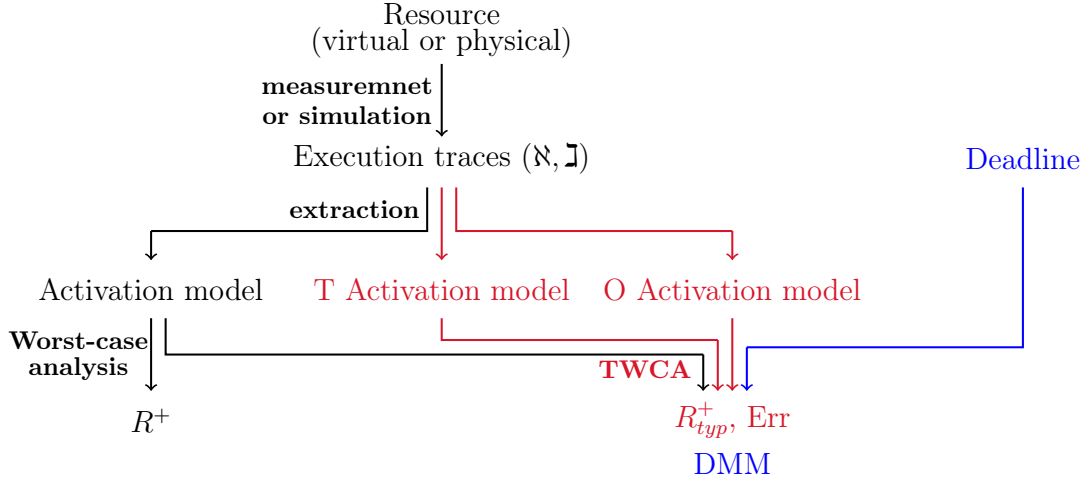 Resource
(virtual or physical)
measuremnet
or simulation
Execution traces (ℵ, ℷ)
Deadline
extraction
Activation model
T Activation model
O Activation model
Worst-case
analysis
TWCA
R⁺
R⁺_typ, Err
DMM